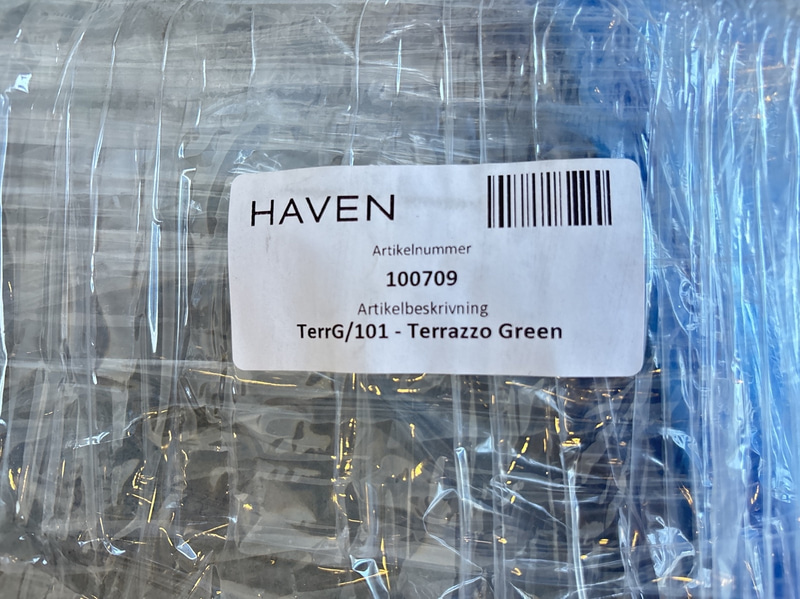 HAVEN
Artikelnummer
100709
Artikelbeskrivning
TerrG/101 - Terrazzo Green